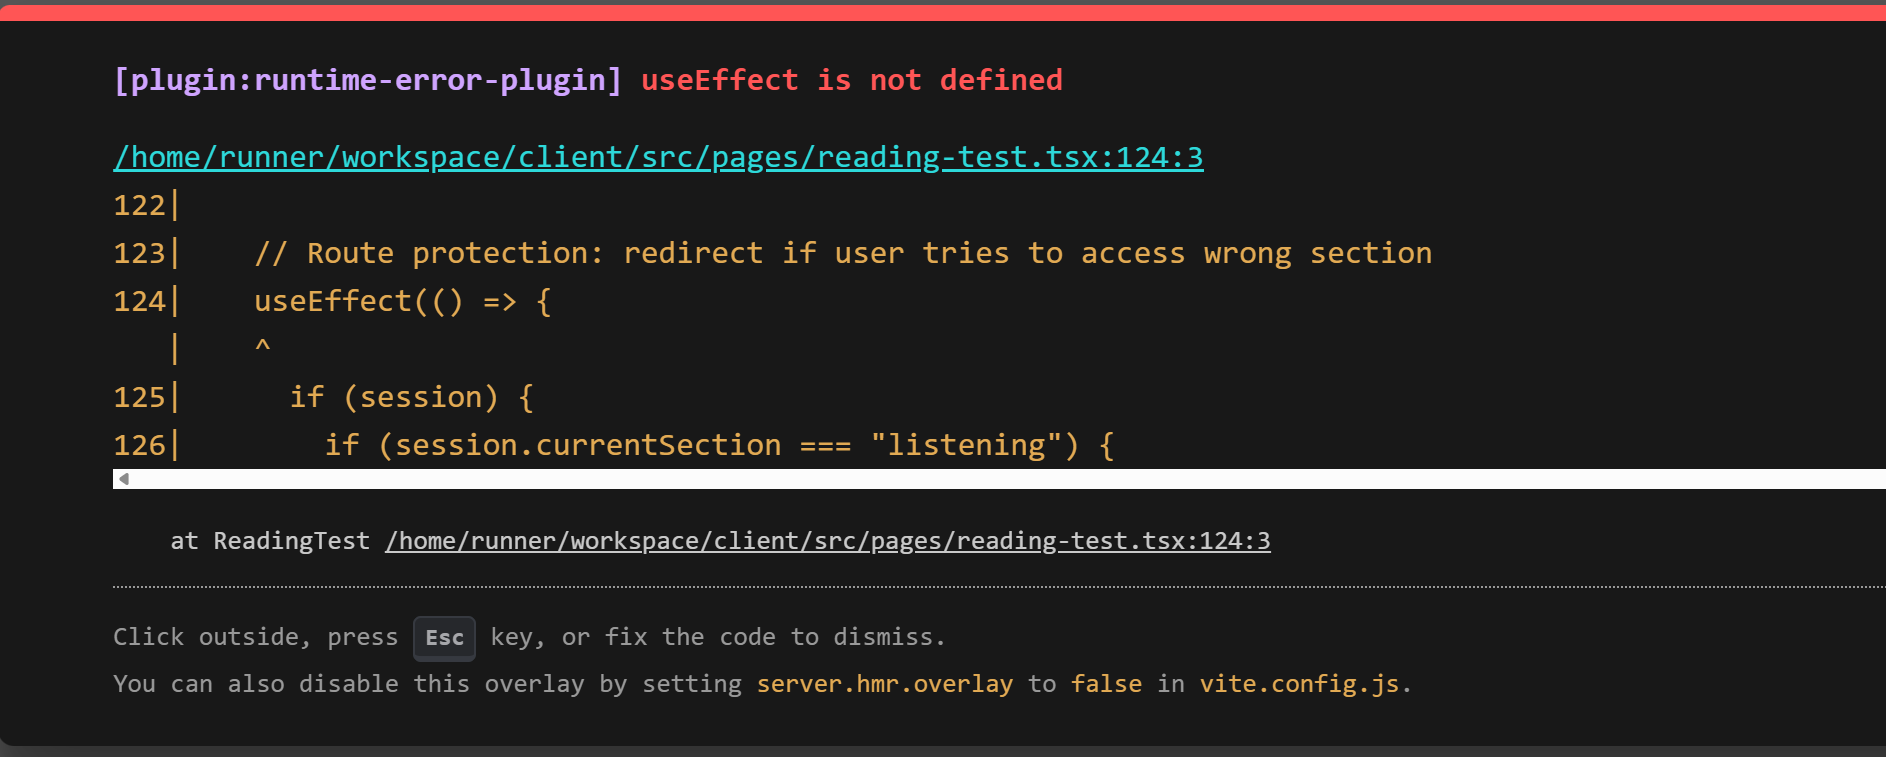 [plugin:runtime-error-plugin] useEffect is not defined
/home/runner/workspace/client/src/pages/reading-test.tsx:124:3
122|
123|    // Route protection: redirect if user tries to access wrong section
124|    useEffect(() => {
   |    ^
125|      if (session) {
126|        if (session.currentSection === "listening") {
at ReadingTest /home/runner/workspace/client/src/pages/reading-test.tsx:124:3
Click outside, press Esc key, or fix the code to dismiss.
You can also disable this overlay by setting server.hmr.overlay to false in vite.config.js.